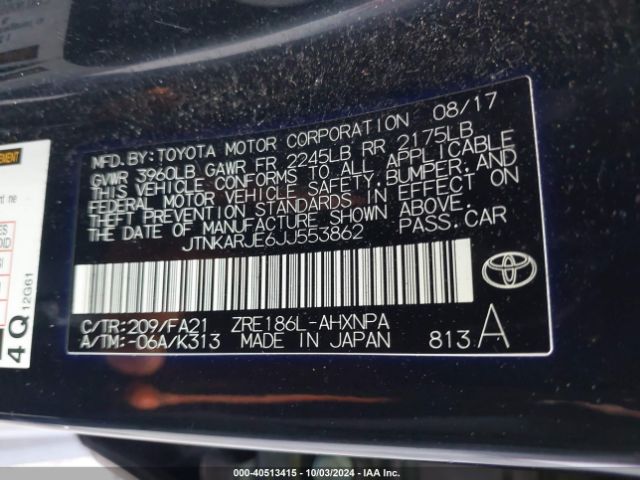 08/17
MFD. BY: TOYOTA MOTOR CORPORATION
GVWR 3960LB GAWR FR 2245LB RR 2175LB
THIS VEHICLE CONFORMS TO ALL APPLICABLE
FEDERAL MOTOR VEHICLE SAFETY, BUMPER, AND
THEFT PREVENTION STANDARDS IN EFFECT ON
THE DATE OF MANUFACTURE SHOWN ABOVE.
JTNKARJE6JJ553862 PASS. CAR
C/TR: 209/FA21 ZRE186L-AHXNPA
A/TM: -06A/K313 MADE IN JAPAN 813 A
4Q
12G61
000-40513415 - 10/03/2024 - IAA Inc.